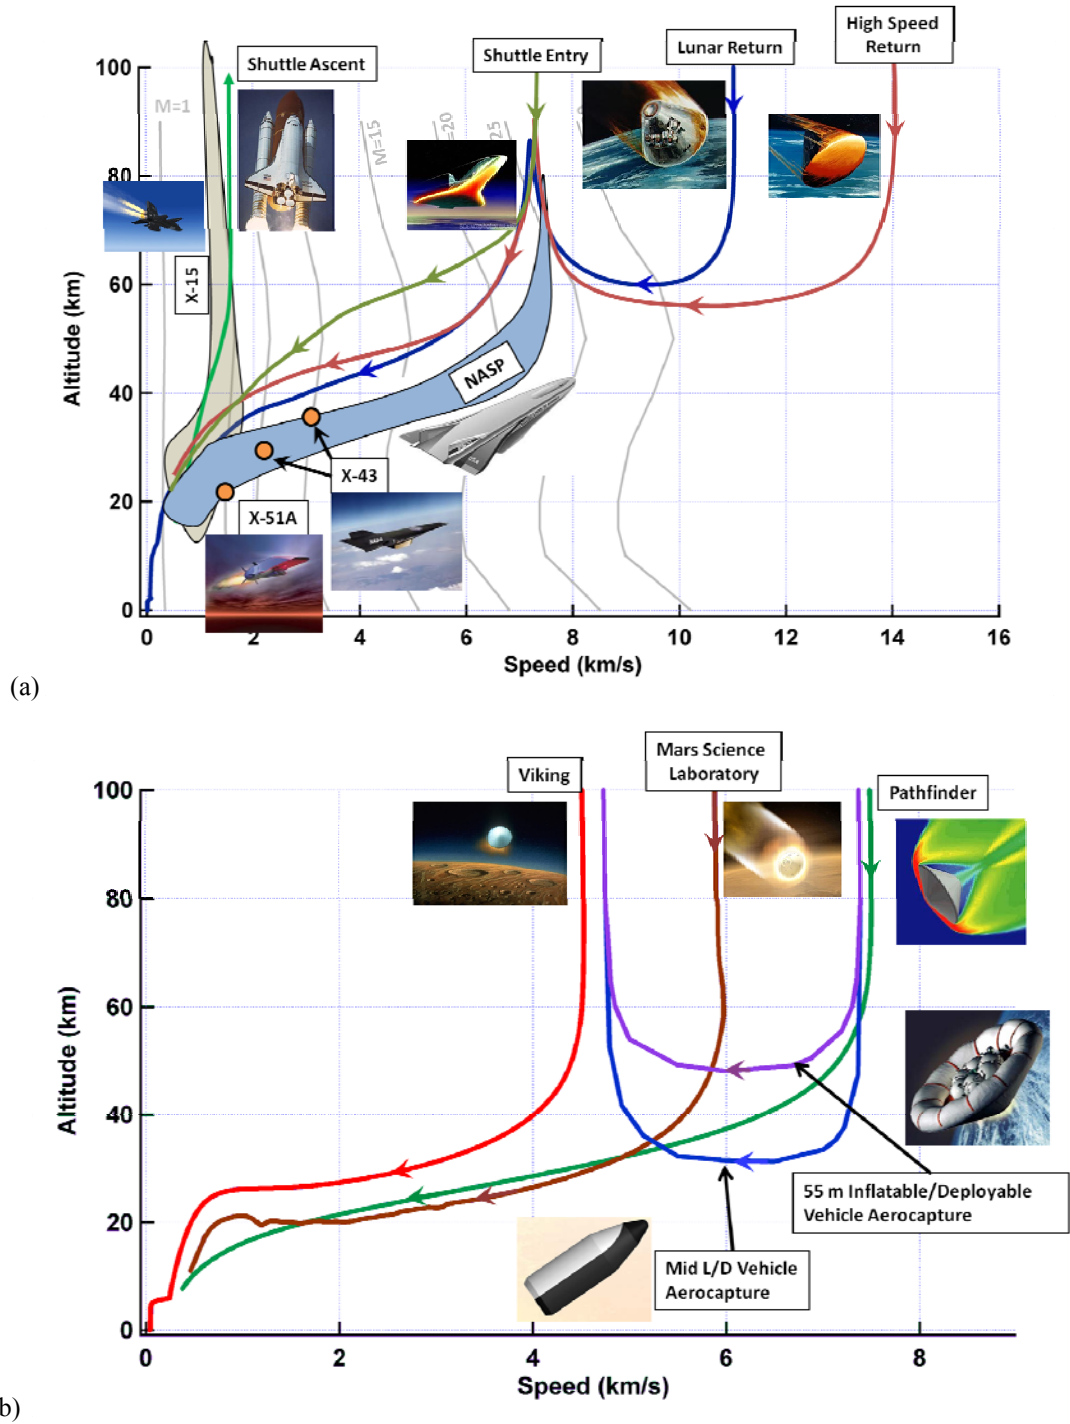 High Speed
Return
Shuttle Entry
Lunar Return
Shuttle Ascent
100
M=1
M=15
=20
25
80
X-15
60
Altitude (km)
40
NASP
X-43
20
X-51A
0
0
2
4
6
8
10
12
14
16
Speed (km/s)
(a)
Viking
Mars Science
Laboratory
Pathfinder
100
80
60
Altitude (km)
40
55 m Inflatable/Deployable
Vehicle Aerocapture
20
Mid L/D Vehicle
Aerocapture
0
0
2
4
6
8
Speed (km/s)
b)